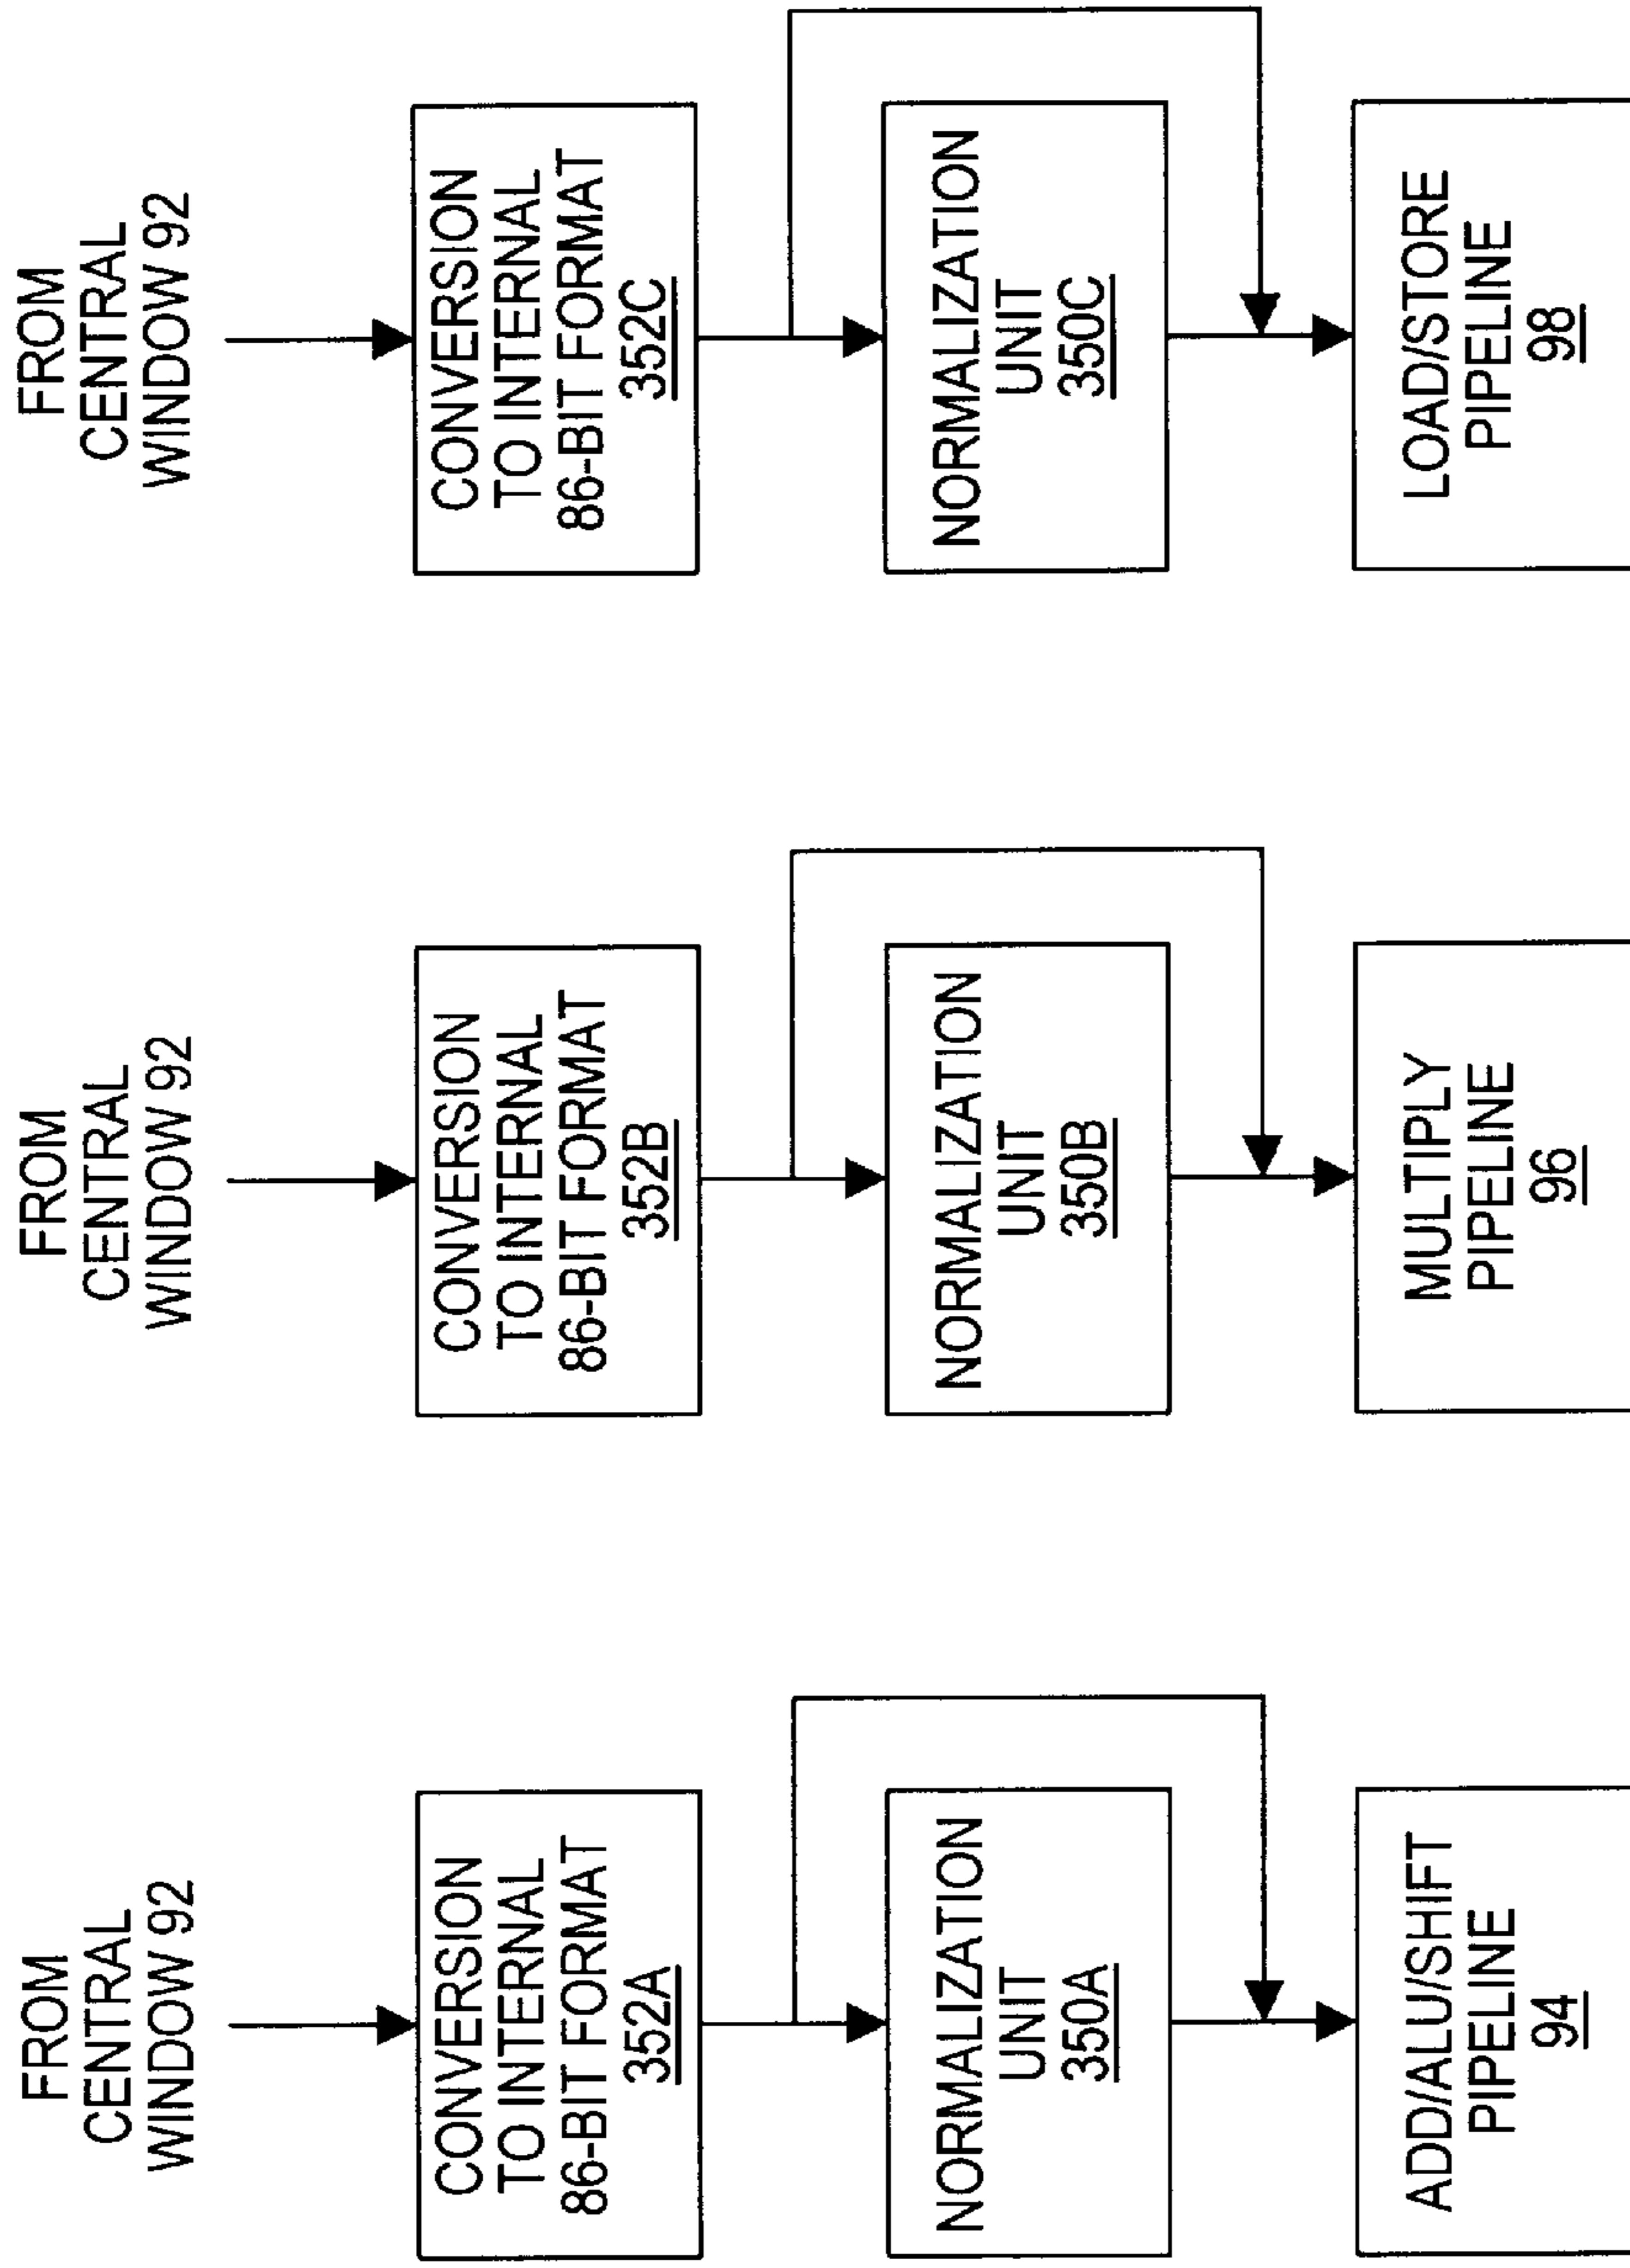 FROM
CENTRAL
WINDOW 92
CONVERSION
TO INTERNAL
86-BIT FORMAT
352A
NORMALIZATION
UNIT
350A
ADD/ALU/SHIFT
PIPELINE
94
FROM
CENTRAL
WINDOW 92
CONVERSION
TO INTERNAL
86-BIT FORMAT
352B
NORMALIZATION
UNIT
350B
MULTIPLY
PIPELINE
96
FROM
CENTRAL
WINDOW 92
CONVERSION
TO INTERNAL
86-BIT FORMAT
352C
NORMALIZATION
UNIT
350C
LOAD/STORE
PIPELINE
98